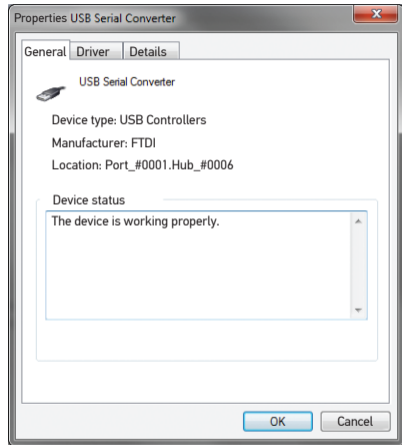 Properties USB Serial Converter
General Driver Details
USB Serial Converter
Device type: USB Controllers
Manufacturer: FTDI
Location: Port_#0001.Hub_#0006
Device status
The device is working properly.
OK Cancel